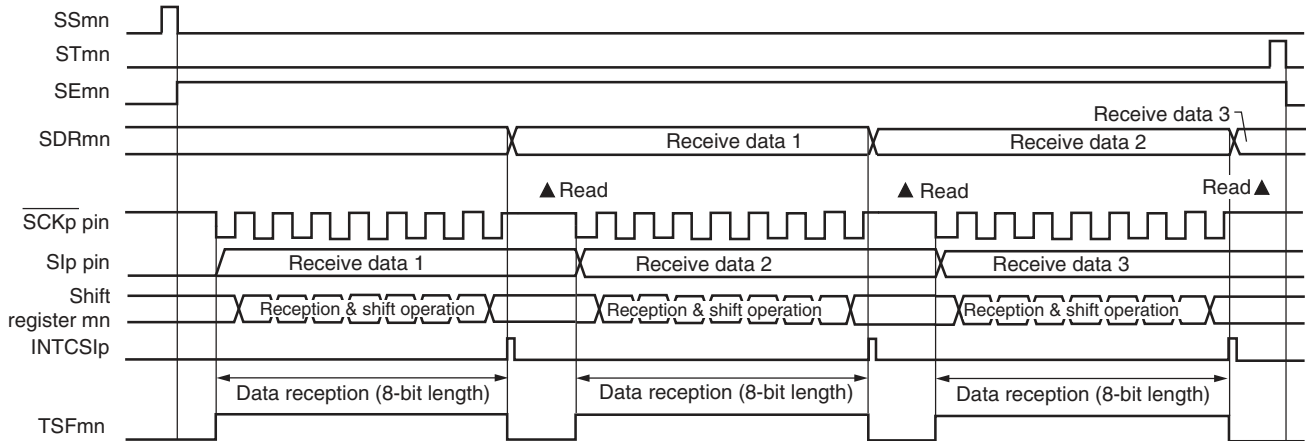 SSmn
STmn
SEmn
Receive data 3
SDRmn
Receive data 1
Receive data 2
▲ Read
▲ Read
Read ▲
SCKp pin
SIp pin
Receive data 1
Receive data 2
Receive data 3
Shift
register mn
Reception & shift operation
Reception & shift operation
Reception & shift operation
INTCSIp
Data reception (8-bit length)
Data reception (8-bit length)
Data reception (8-bit length)
TSFmn